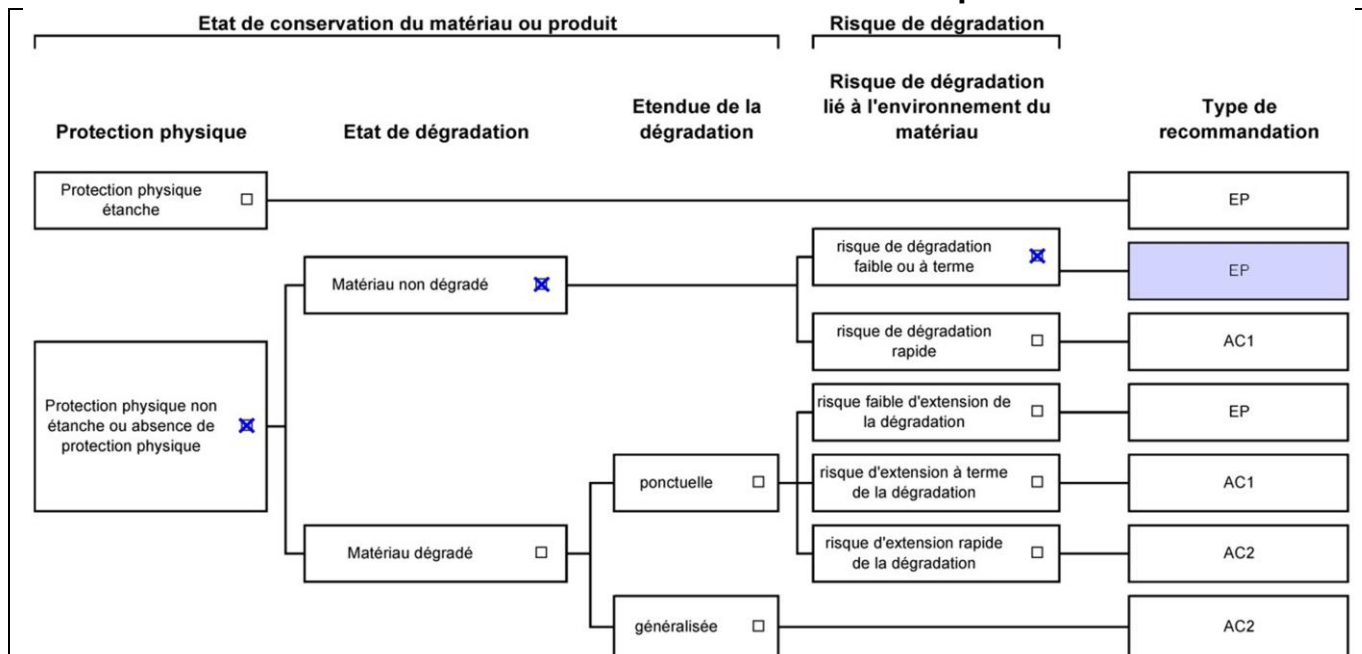 Etat de conservation du matériau ou produit
Risque de dégradation
Protection physique
Etat de dégradation
Etendue de la
dégradation
Risque de dégradation
lié à l'environnement du
matériau
Type de
recommandation
Protection physique
étanche
EP
Matériau non dégradé
risque de dégradation
faible ou à terme
EP
risque de dégradation
rapide
AC1
Protection physique non
étanche ou absence de
protection physique
risque faible d'extension de
la dégradation
EP
ponctuelle
risque d'extension à terme
de la dégradation
AC1
Matériau dégradé
risque d'extension rapide
de la dégradation
AC2
généralisée
AC2